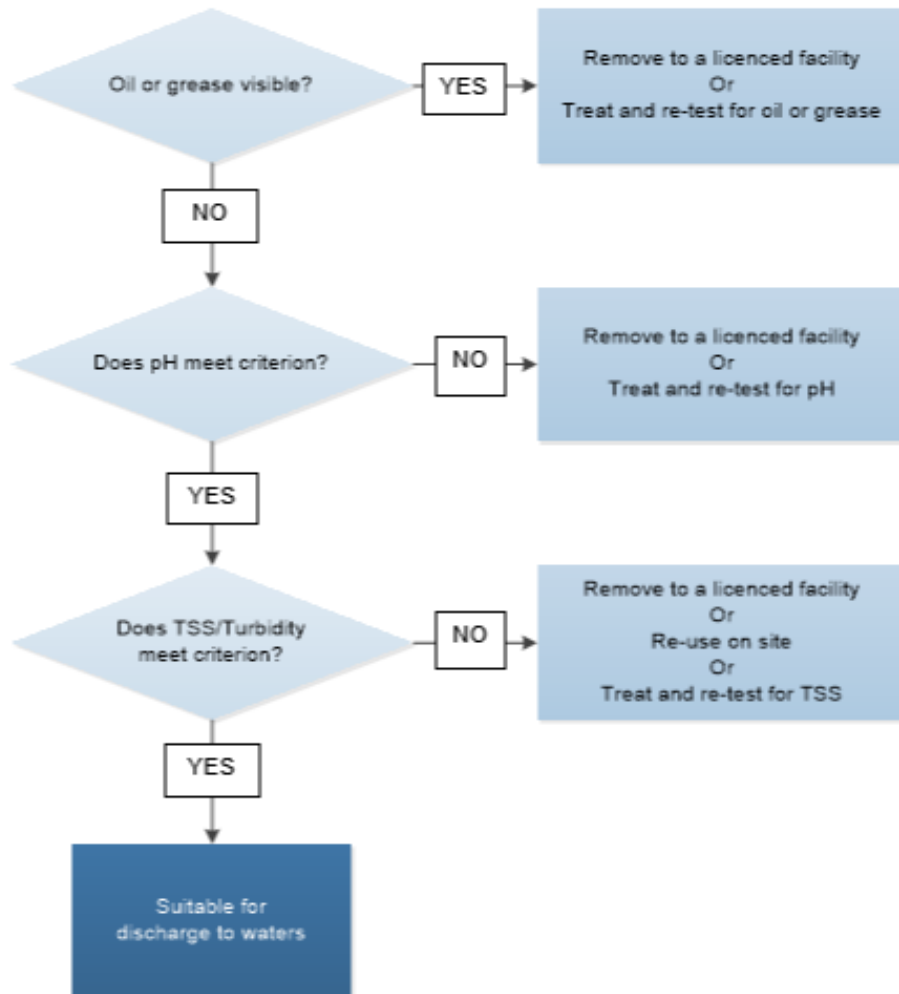 Oil or grease visible?
YES
Remove to a licenced facility
Or
Treat and re-test for oil or grease
NO
Does pH meet criterion?
NO
Remove to a licenced facility
Or
Treat and re-test for pH
YES
Does TSS/Turbidity
meet criterion?
NO
Remove to a licenced facility
Or
Re-use on site
Or
Treat and re-test for TSS
YES
Suitable for
discharge to waters